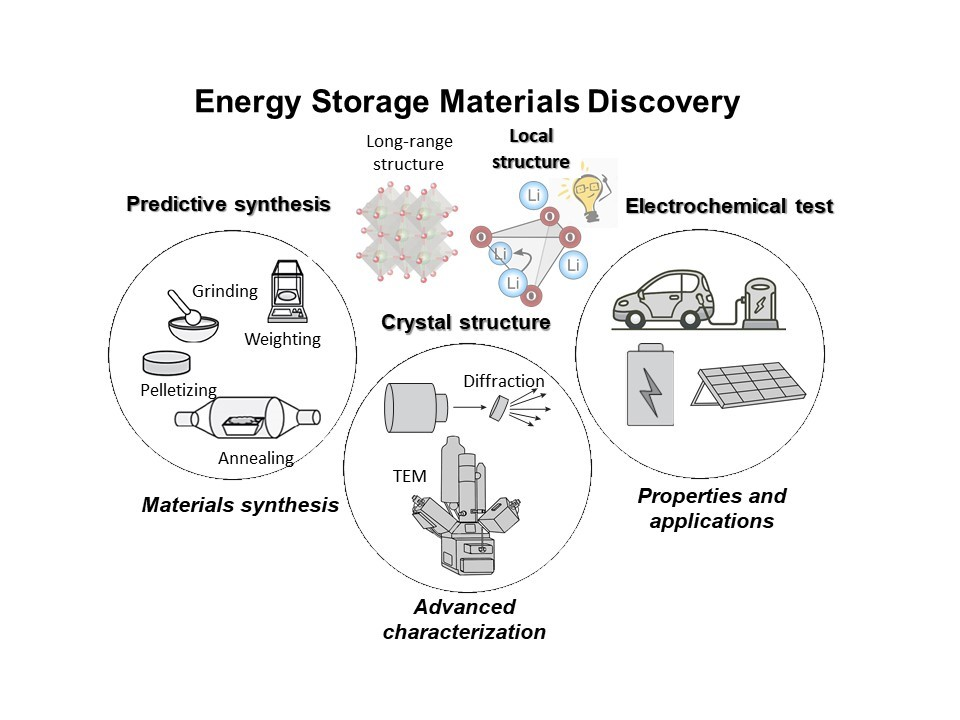 Energy Storage Materials Discovery
Long-range
structure
Local
structure
Predictive synthesis
Electrochemical test
Li
O
O
O
Li
Li
Li
O
Grinding
Weighting
Pelletizing
Annealing
Crystal structure
Diffraction
TEM
Materials synthesis
Properties and
applications
Advanced
characterization